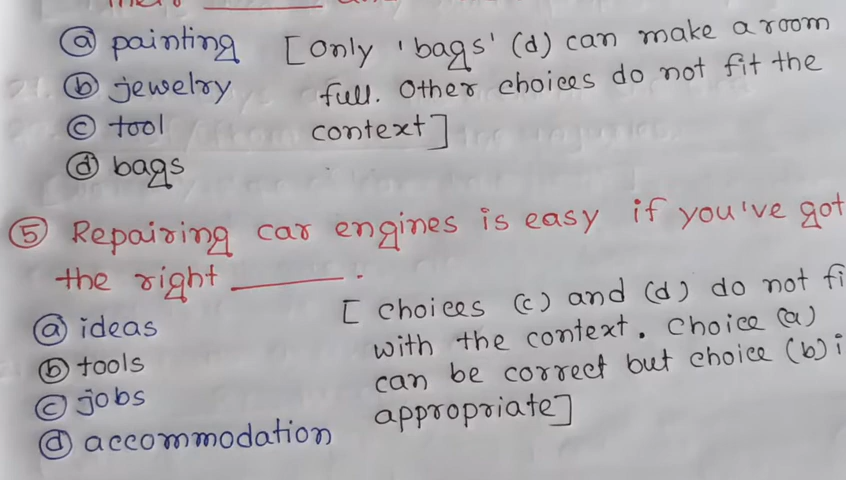 ⓐ painting [only 'bags' (d) can make a room
ⓑ jewelry full. Other choices do not fit the
ⓒ tool context]
ⓓ bags
⑤ Repairing car engines is easy if you've got
the right ______.
ⓐ ideas [choices (c) and (d) do not fi
ⓑ tools with the context. Choice (a)
ⓒ jobs can be correct but choice (b) i
ⓓ accommodation appropriate]